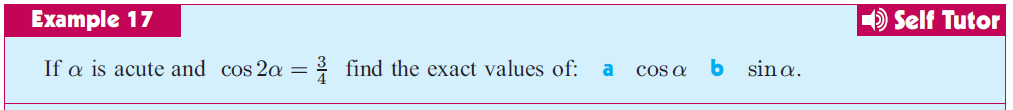 Example 17
Self Tutor
If α is acute and cos 2α = 3/4 find the exact values of: a cos α b sin α.